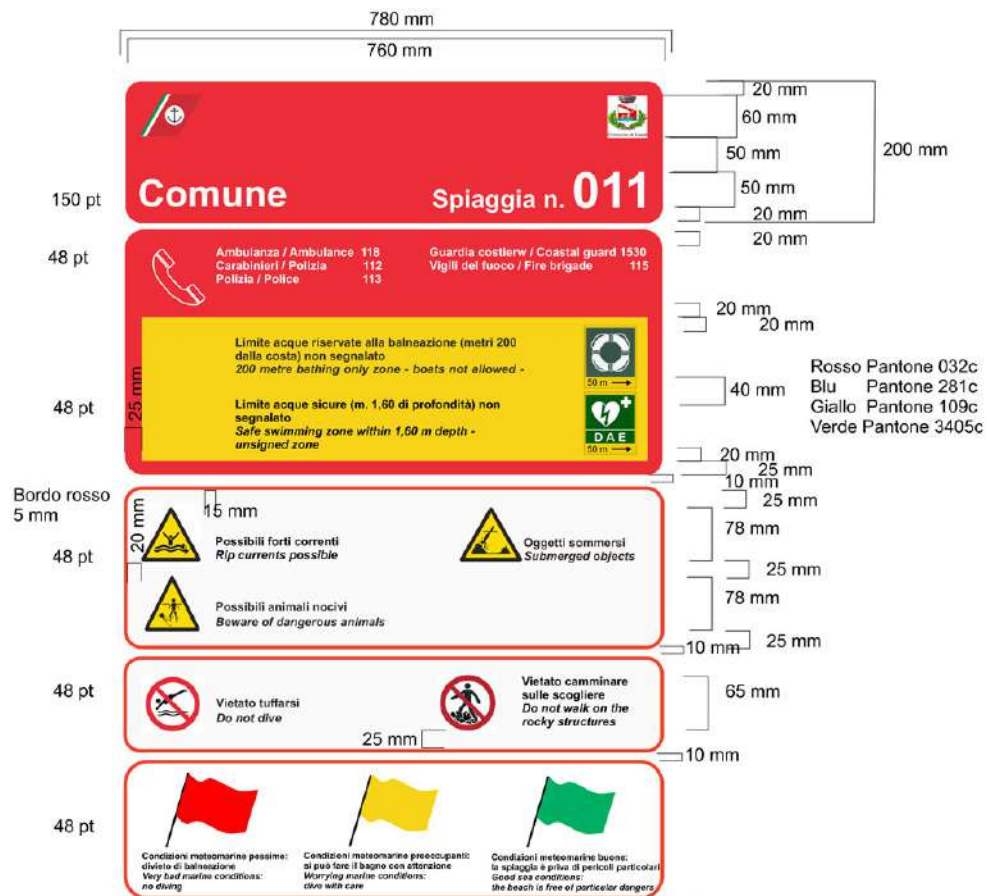 780 mm
760 mm
20 mm
60 mm
200 mm
50 mm
50 mm
20 mm
150 pt
Comune
Spiaggia n. 011
20 mm
48 pt
Ambulanza / Ambulance 118
Carabinieri / Polizia 112
Polizia / Police 113
Guardia costierw / Coastal guard 1530
Vigili del fuoco / Fire brigade 115
20 mm
20 mm
Limite acque riservate alla balneazione (metri 200
dalla costa) non segnalato
200 metre bathing only zone - boats not allowed -
50 m
Rosso Pantone 032c
Blu Pantone 281c
Giallo Pantone 109c
Verde Pantone 3405c
40 mm
25 mm
48 pt
Limite acque sicure (m. 1,60 di profondità) non
segnalato
Safe swimming zone within 1,60 m depth -
unsigned zone
DAE
50 m
20 mm
25 mm
10 mm
Bordo rosso
5 mm
20 mm
15 mm
25 mm
48 pt
Possibili forti correnti
Rip currents possible
Oggetti sommersi
Submerged objects
78 mm
25 mm
Possibili animali nocivi
Beware of dangerous animals
78 mm
25 mm
10 mm
48 pt
Vietato tuffarsi
Do not dive
Vietato camminare
sulle scogliere
Do not walk on the
rocky structures
65 mm
25 mm
10 mm
48 pt
Condizioni meteomarine pessime:
divieto di balneazione
Very bad marine conditions:
no diving
Condizioni meteomarine preoccupanti:
si può fare il bagno con attenzione
Worrying marine conditions:
dive with care
Condizioni meteomarine buone:
la spiaggia è priva di pericoli particolari
Good sea conditions:
the beach is free of particular dangers